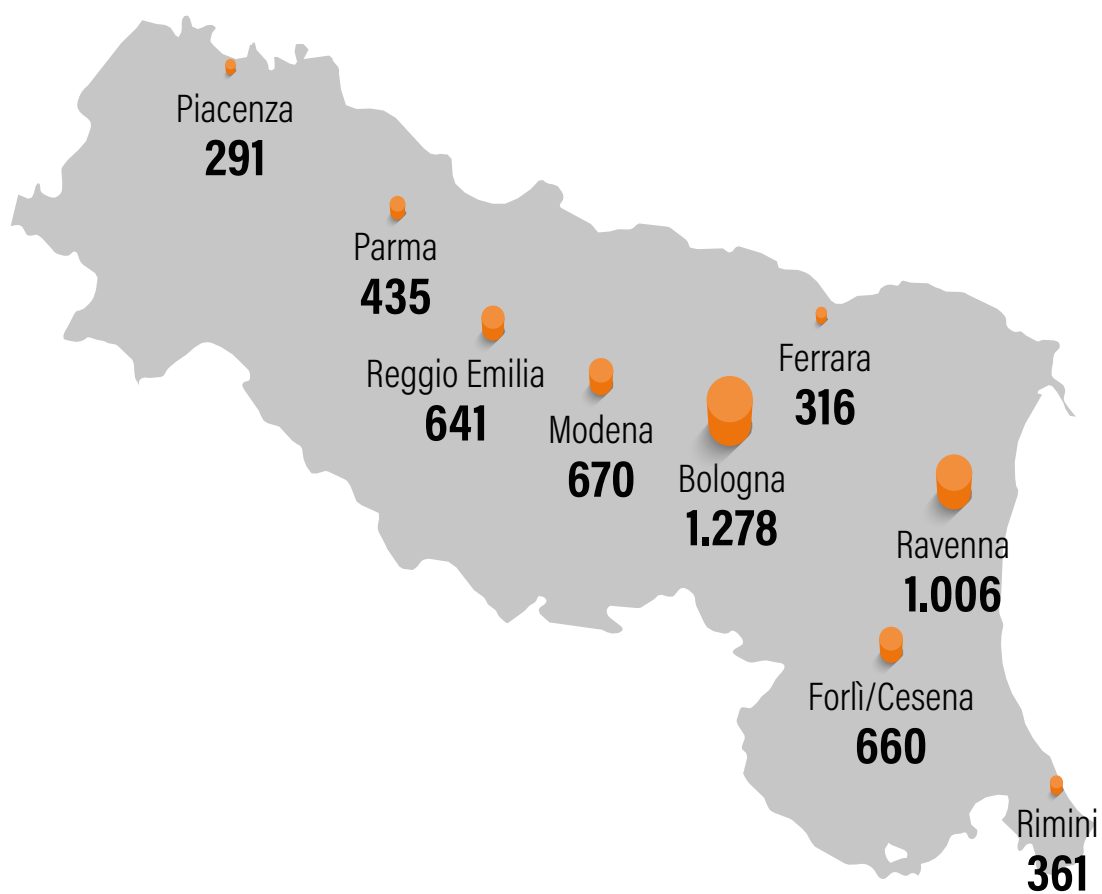 Piacenza
291
Parma
435
Reggio Emilia
641
Modena
670
Bologna
1.278
Ferrara
316
Ravenna
1.006
Forlì/Cesena
660
Rimini
361